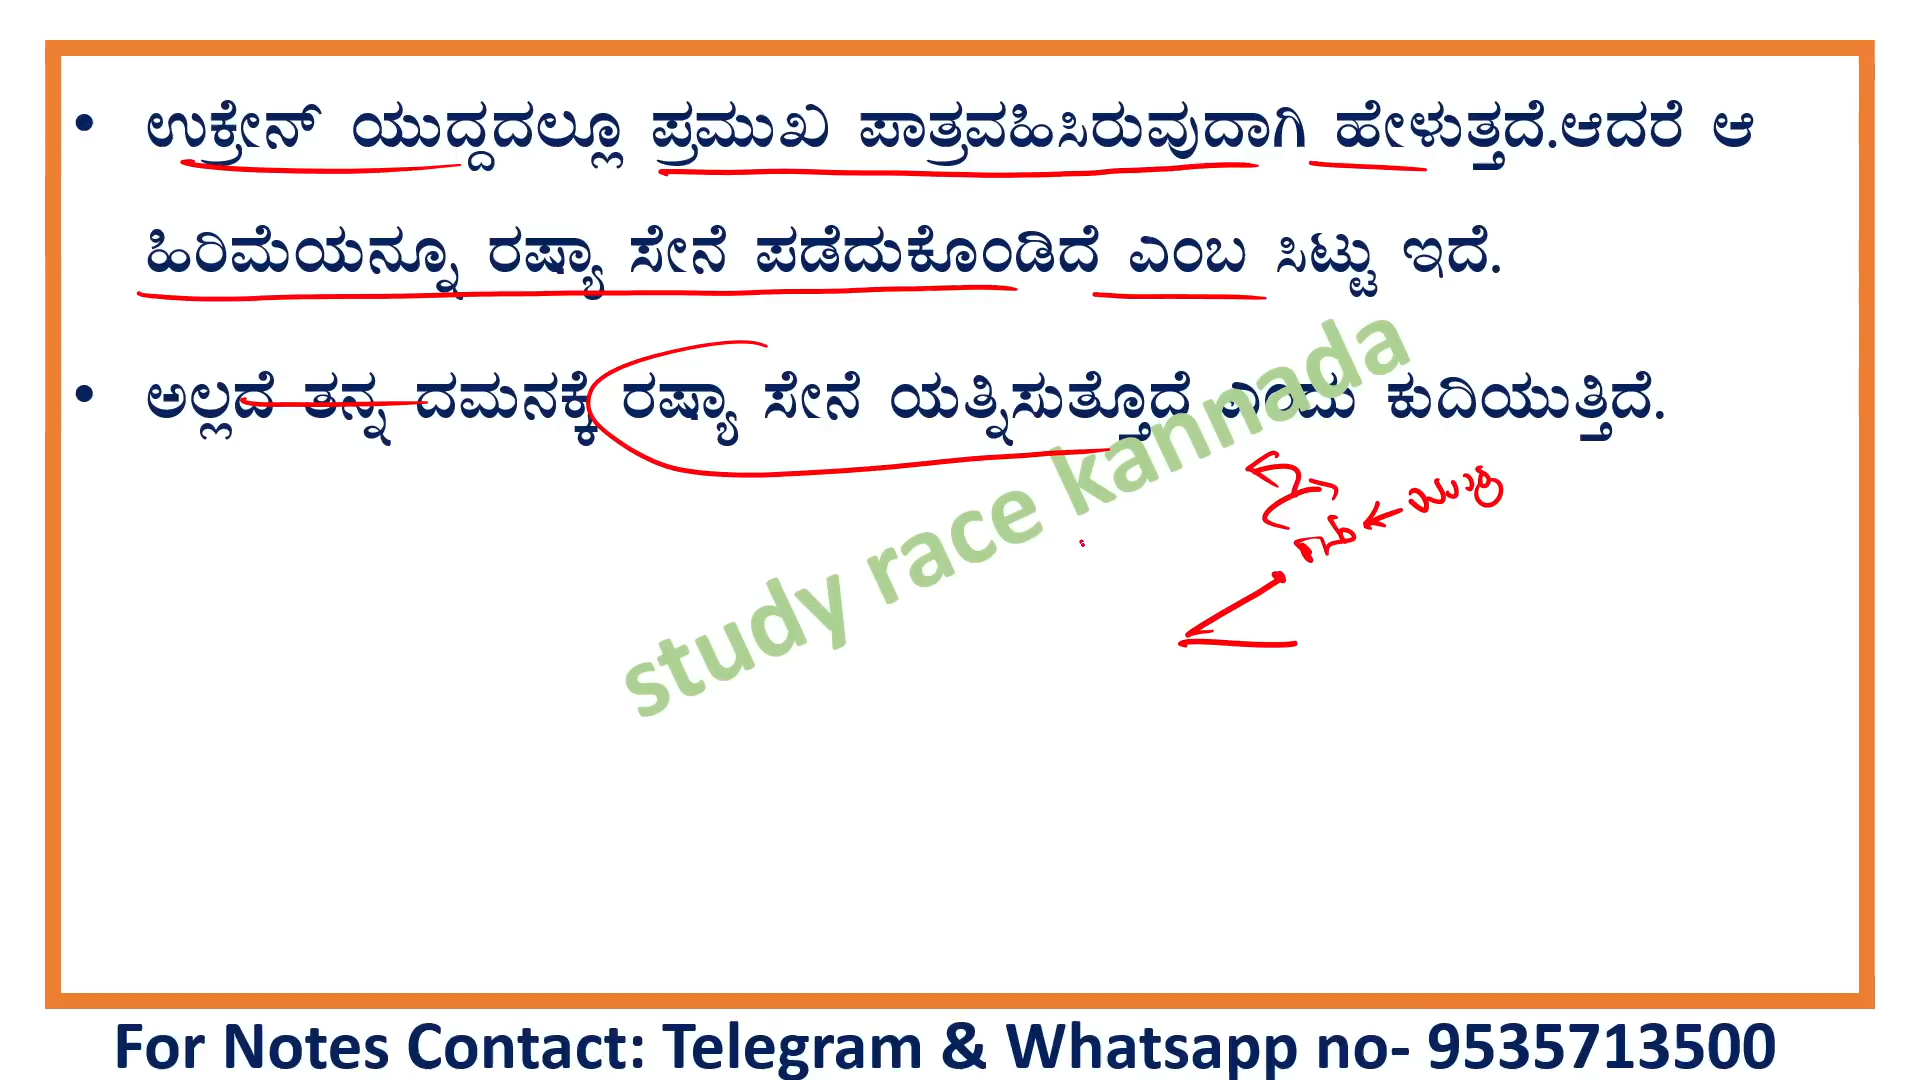 • ಉಕ್ರೇನ್ ಯುದ್ದದಲ್ಲೂ ಪ್ರಮುಖ ಪಾತ್ರವಹಿಸಿರುವುದಾಗಿ ಹೇಳುತ್ತದೆ.ಆದರೆ ಆ
ಹಿರಿಮೆಯನ್ನೂ ರಷ್ಯಾ ಸೇನೆ ಪಡೆದುಕೊಂಡಿದೆ ಎಂಬ ಸಿಟ್ಟು ಇದೆ.
• ಅಲ್ಲದೆ ತನ್ನ ದಮನಕ್ಕೆ ರಷ್ಯಾ ಸೇನೆ ಯತ್ನಿಸುತ್ತೊದೆ ಎಂದು ಕುದಿಯುತ್ತಿದೆ.
study race kannada
For Notes Contact: Telegram & Whatsapp no- 9535713500